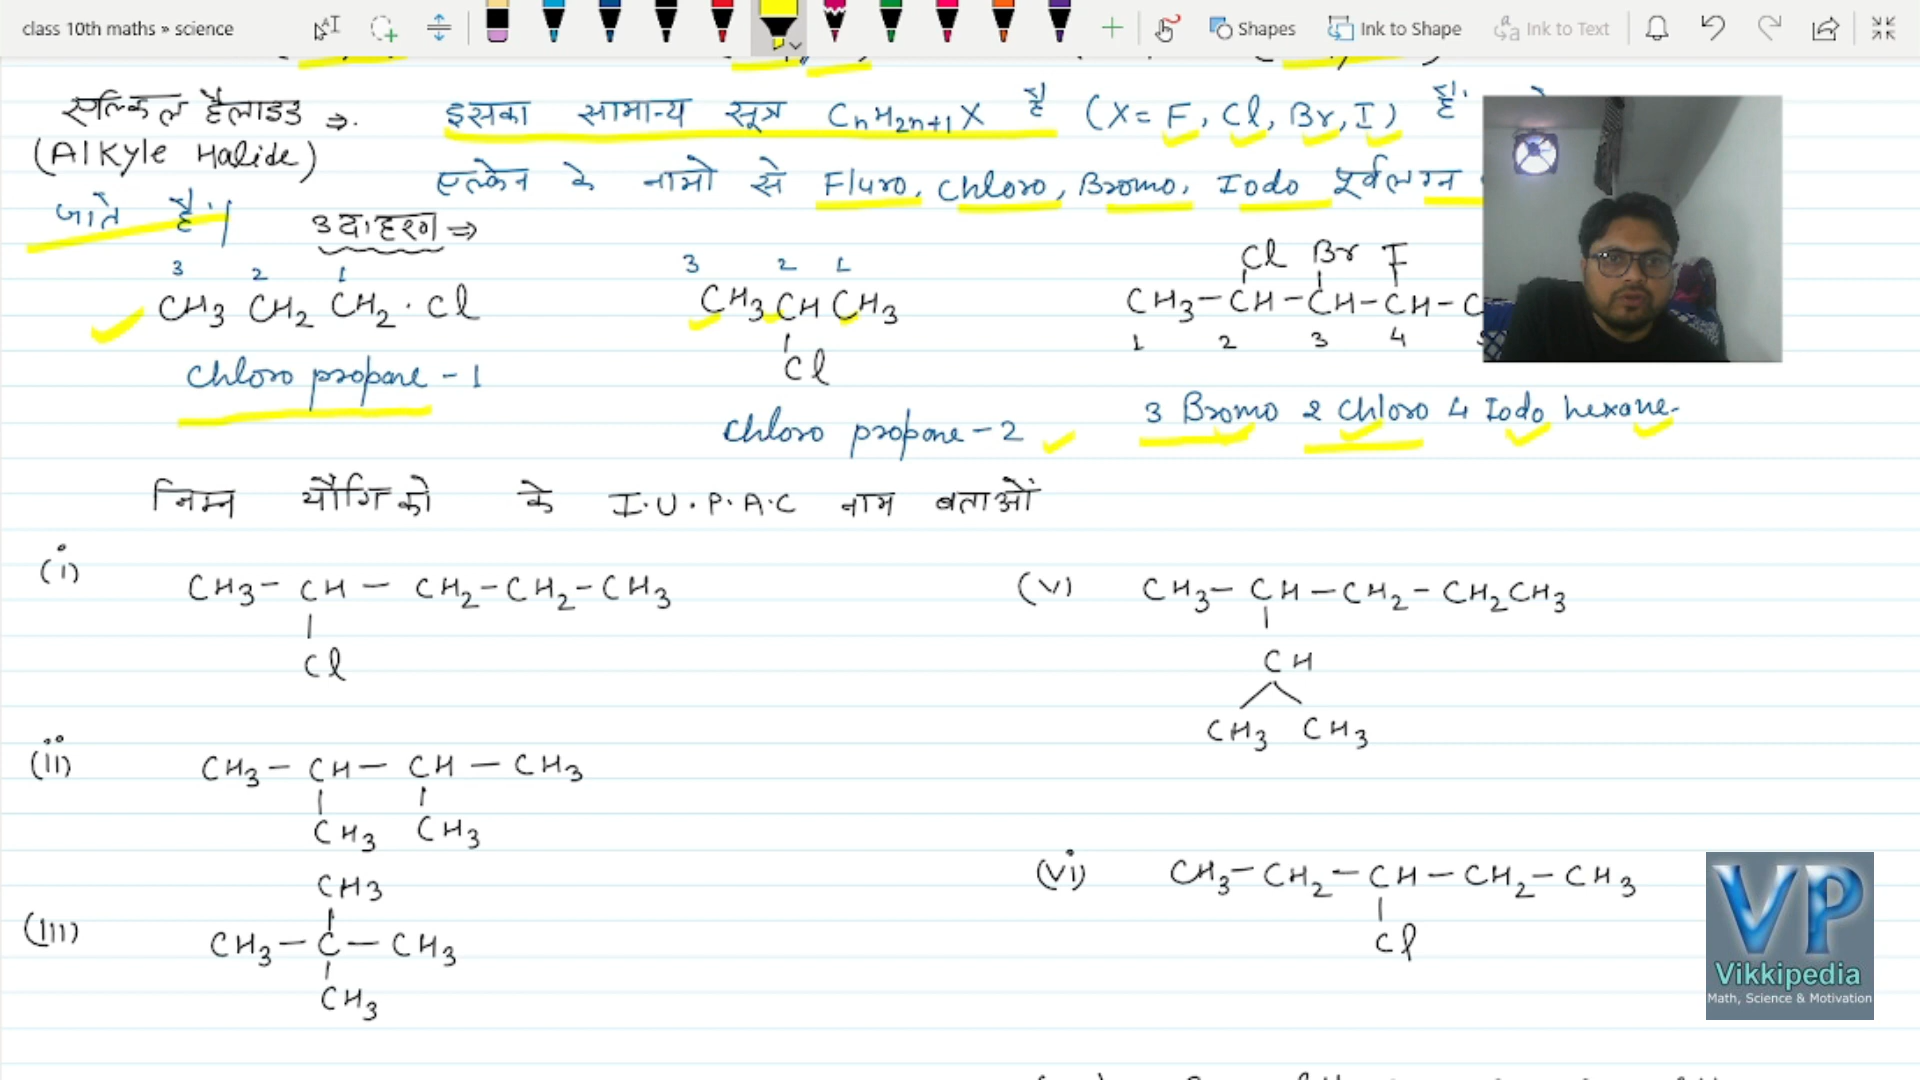 class 10th maths » science
Shapes
Ink to Shape
Ink to Text
एल्किल हैलाइड ⇒.
(Alkyle Halide)
इसका सामान्य सूत्र CnH2n+1X है (X= F, Cl, Br, I) हैं.
एल्केन के नामो से Fluro, Chloro, Bromo, Iodo पूर्वलग्न
जाते है।
उदाहरण ⇒
3 2 1
CH3 CH2 CH2 · Cl
Chloro propane - 1
3 2 1
CH3 CH CH3
Cl
Chloro propane - 2
Cl Br F
CH3 - CH - CH - CH - C
1 2 3 4
3 Bromo 2 Chloro 4 Iodo hexane.
निम्न यौगिको के I.U.P.A.C नाम बताओं
(i) CH3 - CH - CH2 - CH2 - CH3
Cl
(ii) CH3 - CH - CH - CH3
CH3 CH3
CH3
(iii) CH3 - C - CH3
CH3
(v) CH3 - CH - CH2 - CH2CH3
CH
CH3 CH3
(vi) CH3 - CH2 - CH - CH2 - CH3
Cl
VP
Vikkipedia
Math, Science & Motivation